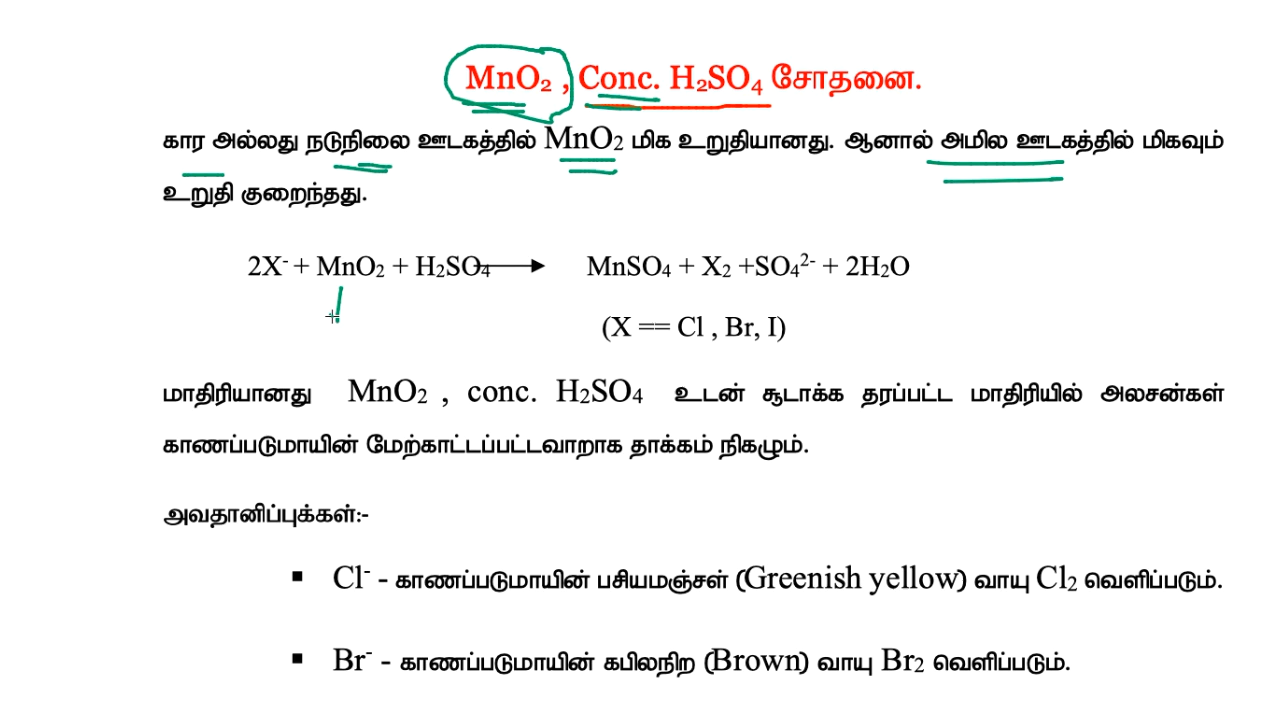 MnO₂ , Conc. H₂SO₄ சோதனை.
கார அல்லது நடுநிலை ஊடகத்தில் MnO₂ மிக உறுதியானது. ஆனால் அமில ஊடகத்தில் மிகவும்
உறுதி குறைந்தது.
2X⁻ + MnO₂ + H₂SO₄ ⟶ MnSO₄ + X₂ +SO₄²⁻ + 2H₂O
(X == Cl , Br, I)
மாதிரியானது MnO₂ , conc. H₂SO₄ உடன் சூடாக்க தரப்பட்ட மாதிரியில் அலசன்கள்
காணப்படுமாயின் மேற்காட்டப்பட்டவாறாக தாக்கம் நிகழும்.
அவதானிப்புக்கள்:-
▪ Cl⁻ - காணப்படுமாயின் பசியமஞ்சள் (Greenish yellow) வாயு Cl₂ வெளிப்படும்.
▪ Br⁻ - காணப்படுமாயின் கபிலநிற (Brown) வாயு Br₂ வெளிப்படும்.